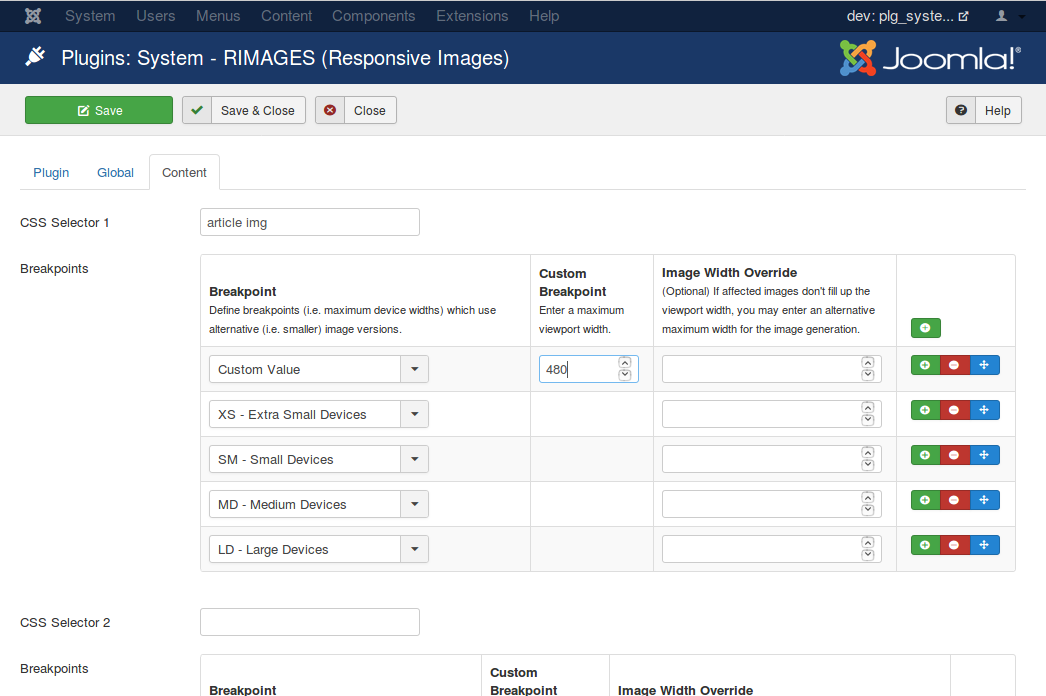 System Users Menus Content Components Extensions Help dev: plg_syste...
Plugins: System - RIMAGES (Responsive Images) Joomla!®
Save Save & Close Close Help
Plugin Global Content
CSS Selector 1 article img
Breakpoints
Breakpoint
Define breakpoints (i.e. maximum device widths) which use
alternative (i.e. smaller) image versions.
Custom
Breakpoint
Enter a maximum
viewport width.
Image Width Override
(Optional) If affected images don't fill up the
viewport width, you may enter an alternative
maximum width for the image generation.
Custom Value 480
XS - Extra Small Devices
SM - Small Devices
MD - Medium Devices
LD - Large Devices
CSS Selector 2
Breakpoints
Breakpoint
Custom
Breakpoint
Image Width Override